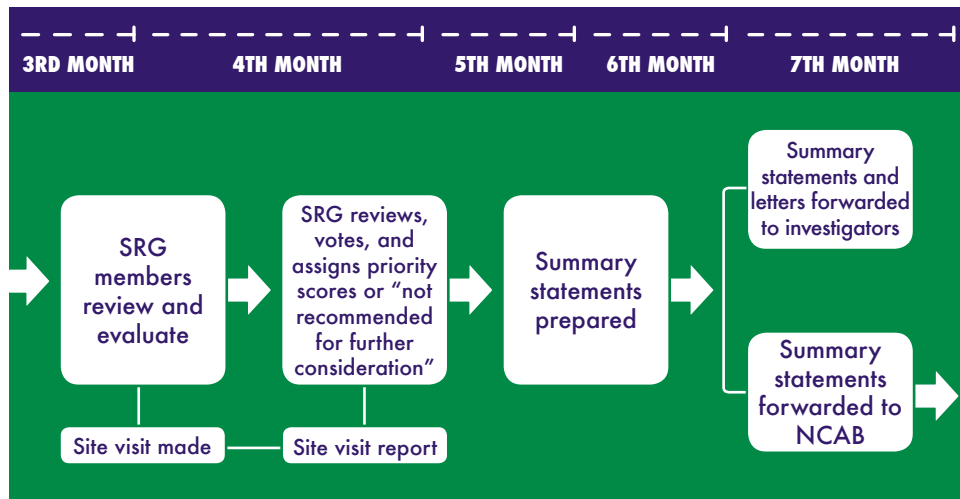 3RD MONTH
4TH MONTH
5TH MONTH
6TH MONTH
7TH MONTH
SRG
members
review and
evaluate
SRG reviews,
votes, and
assigns priority
scores or “not
recommended
for further
consideration”
Summary
statements
prepared
Summary
statements and
letters forwarded
to investigators
Summary
statements
forwarded to
NCAB
Site visit made
Site visit report